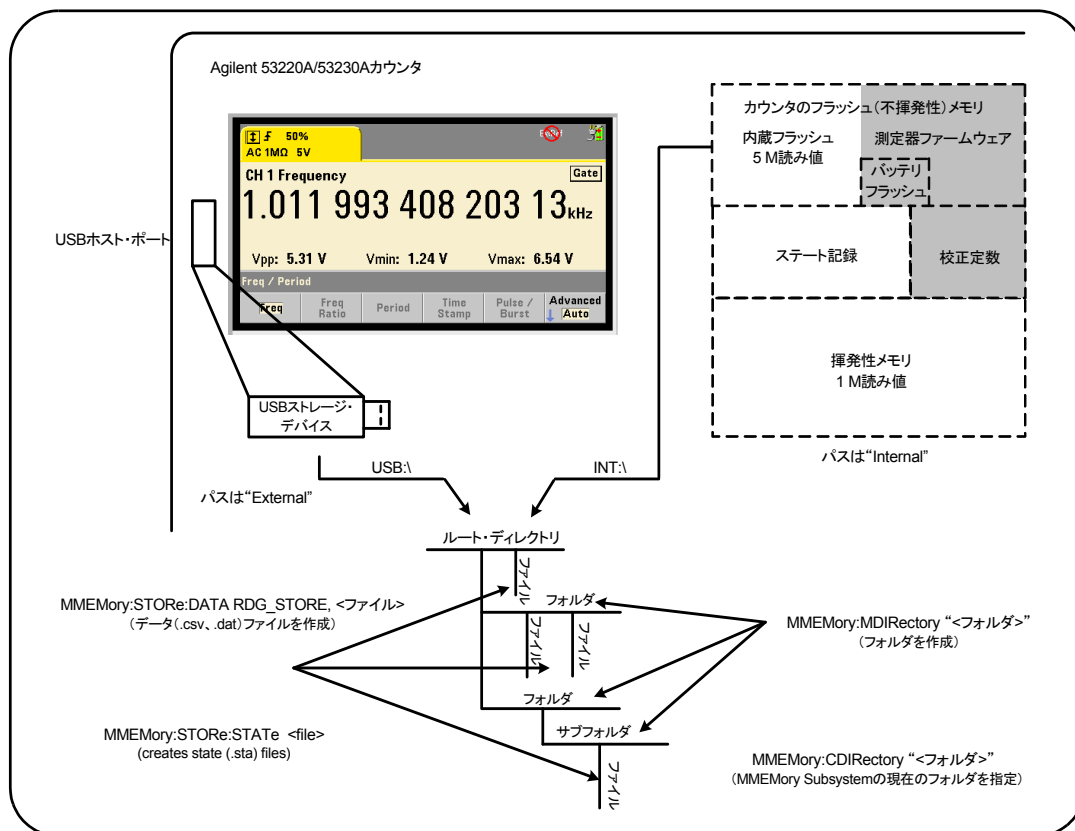 Agilent 53220A/53230Aカウンタ
50%
AC 1MΩ 5V
CH 1 Frequency
Gate
1.011 993 408 203 13kHz
Vpp: 5.31 V
Vmin: 1.24 V
Vmax: 6.54 V
Freq / Period
Freq
Freq
Ratio
Period
Time
Stamp
Pulse /
Burst
Advanced
Auto
USBホスト・ポート
USBストレージ・
デバイス
カウンタのフラッシュ(不揮発性)メモリ
内蔵フラッシュ
5 M読み値
測定器ファームウェア
バッテリ
フラッシュ
ステート記録
校正定数
揮発性メモリ
1 M読み値
パスは“Internal”
パスは“External”
USB:\
INT:\
ルート・ディレクトリ
ファイル
フォルダ
ファイル
ファイル
フォルダ
サブフォルダ
ファイル
MMEMory:STORe:DATA RDG_STORE, <ファイル>
(データ(.csv、.dat)ファイルを作成)
MMEMory:STORE:STATe <file>
(creates state (.sta) files)
MMEMory:MDIRectory “<フォルダ>”
(フォルダを作成)
MMEMory:CDIRectory “<フォルダ>”
(MMEMory Subsystemの現在のフォルダを指定)